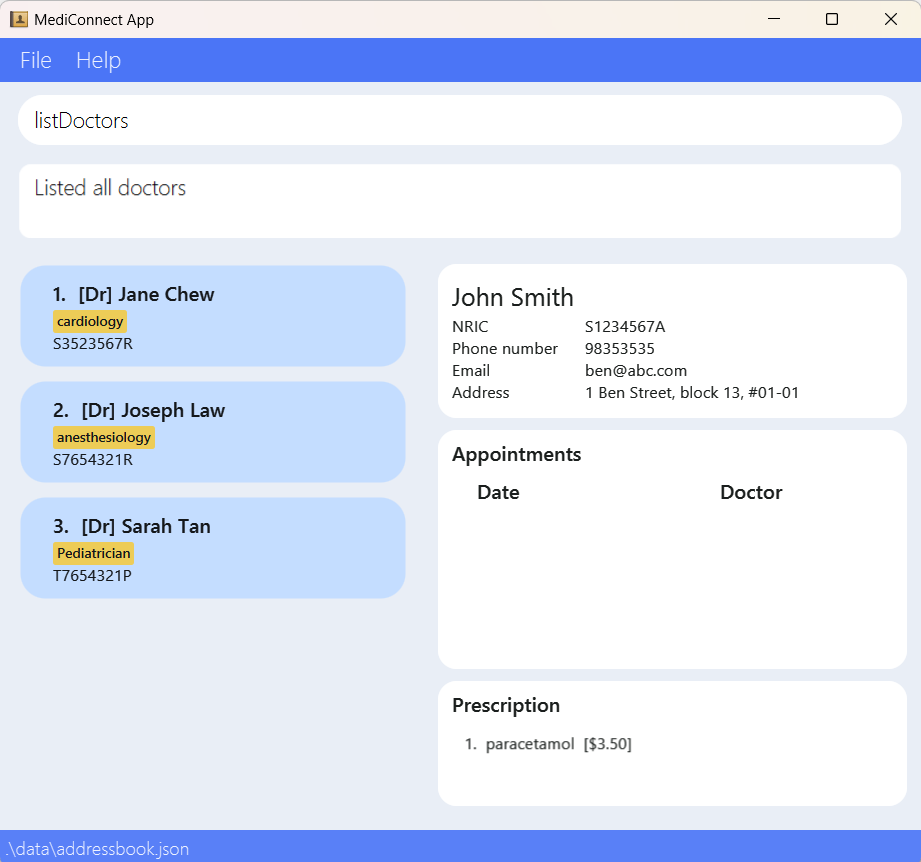 MediConnect App
File Help
listDoctors
Listed all doctors
1. [Dr] Jane Chew
cardiology
S3523567R
2. [Dr] Joseph Law
anesthesiology
S7654321R
3. [Dr] Sarah Tan
Pediatrician
T7654321P
John Smith
NRIC S1234567A
Phone number 98353535
Email ben@abc.com
Address 1 Ben Street, block 13, #01-01
Appointments
Date Doctor
Prescription
1. paracetamol [$3.50]
.\data\addressbook.json